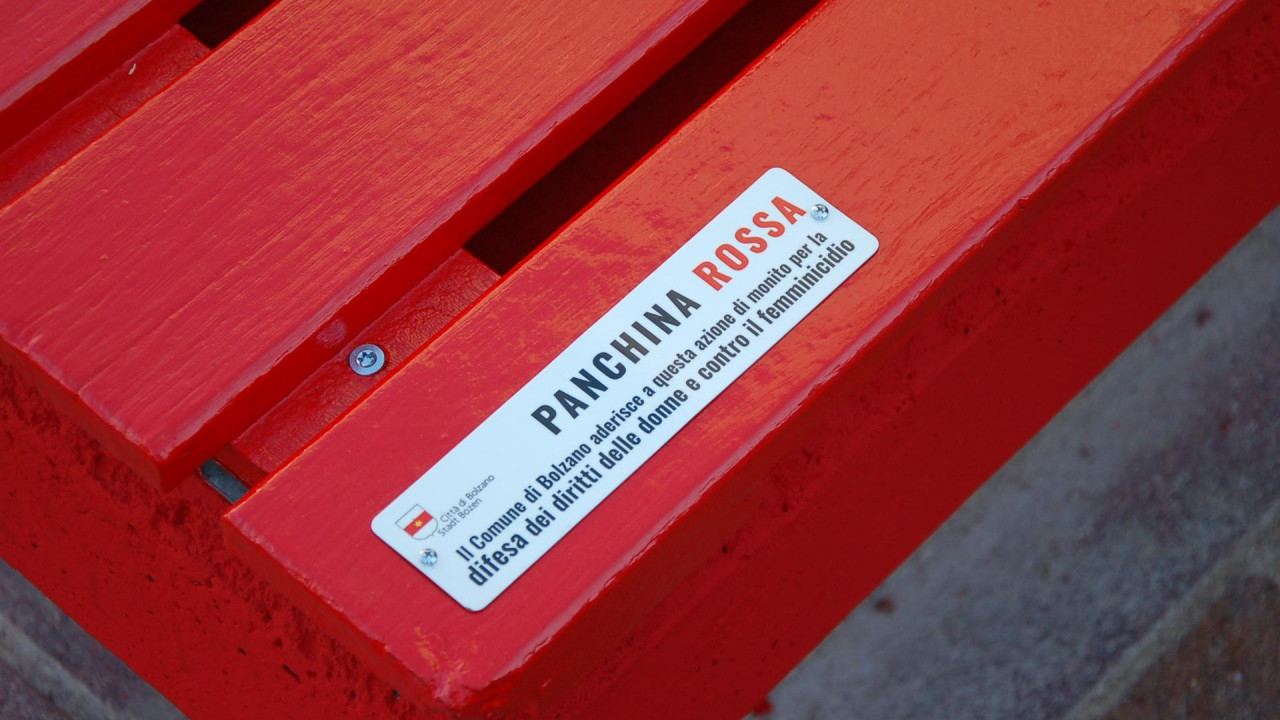 PANCHINA ROSSA
Il Comune di Bolzano aderisce a questa azione di monito per la
difesa dei diritti delle donne e contro il femminicidio
Città di Bolzano
Stadt Bozen